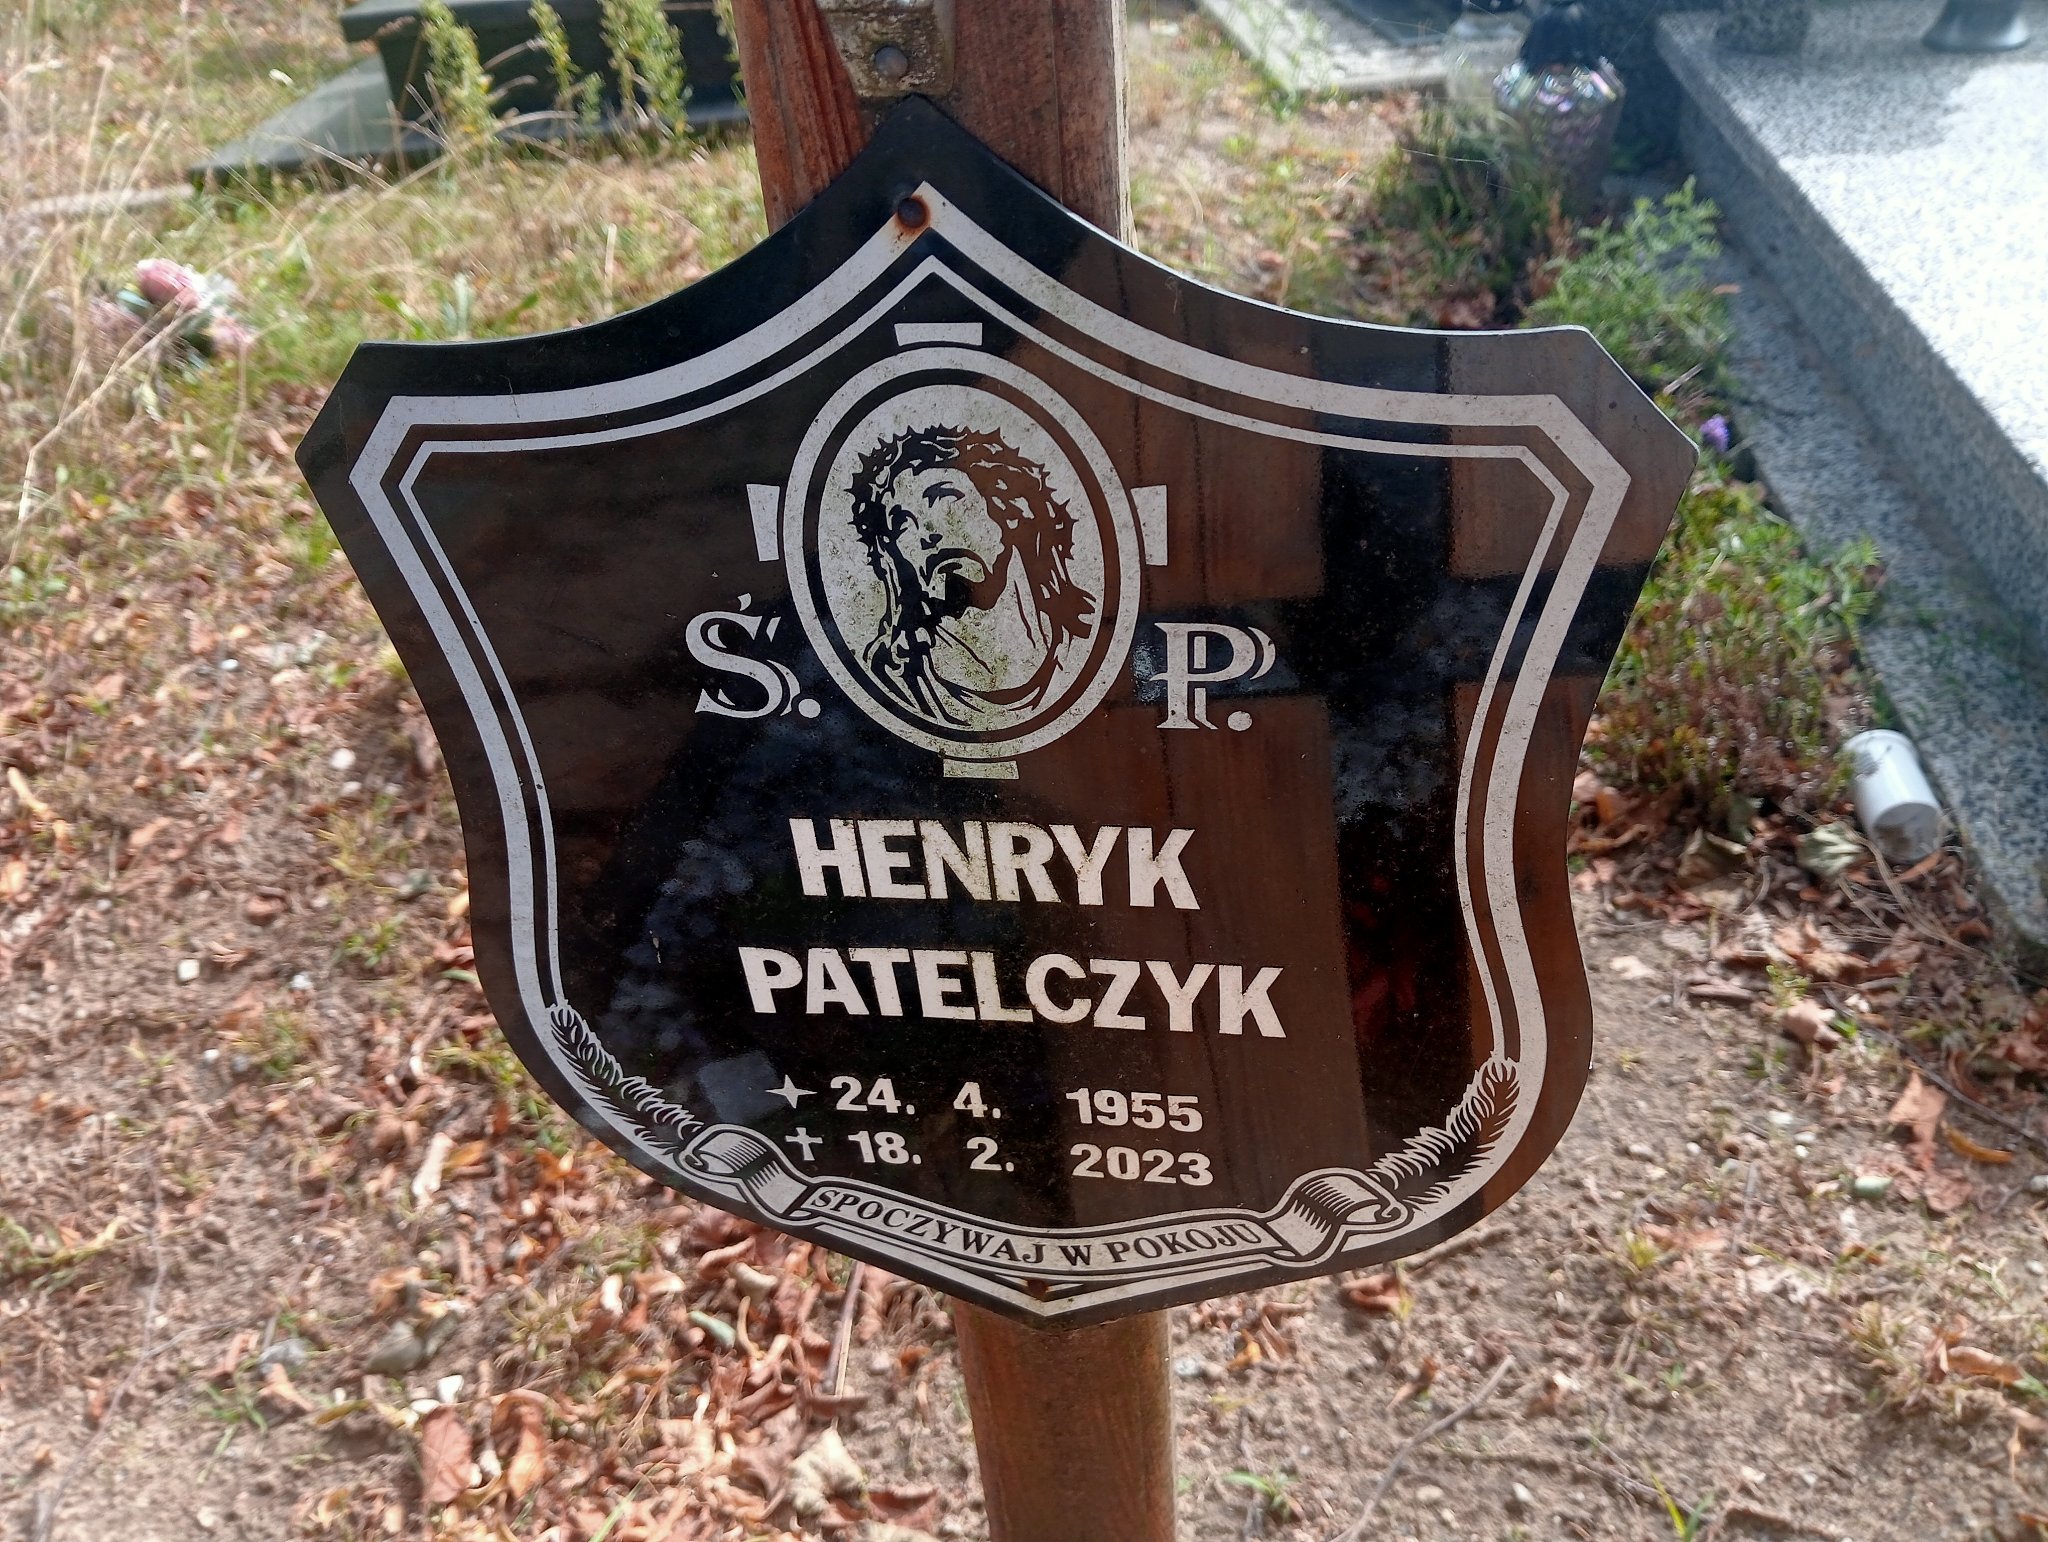 Ś. P.
HENRYK
PATELCZYK
24. 4. 1955
18. 2. 2023
SPOCZYWAJ W POKOJU